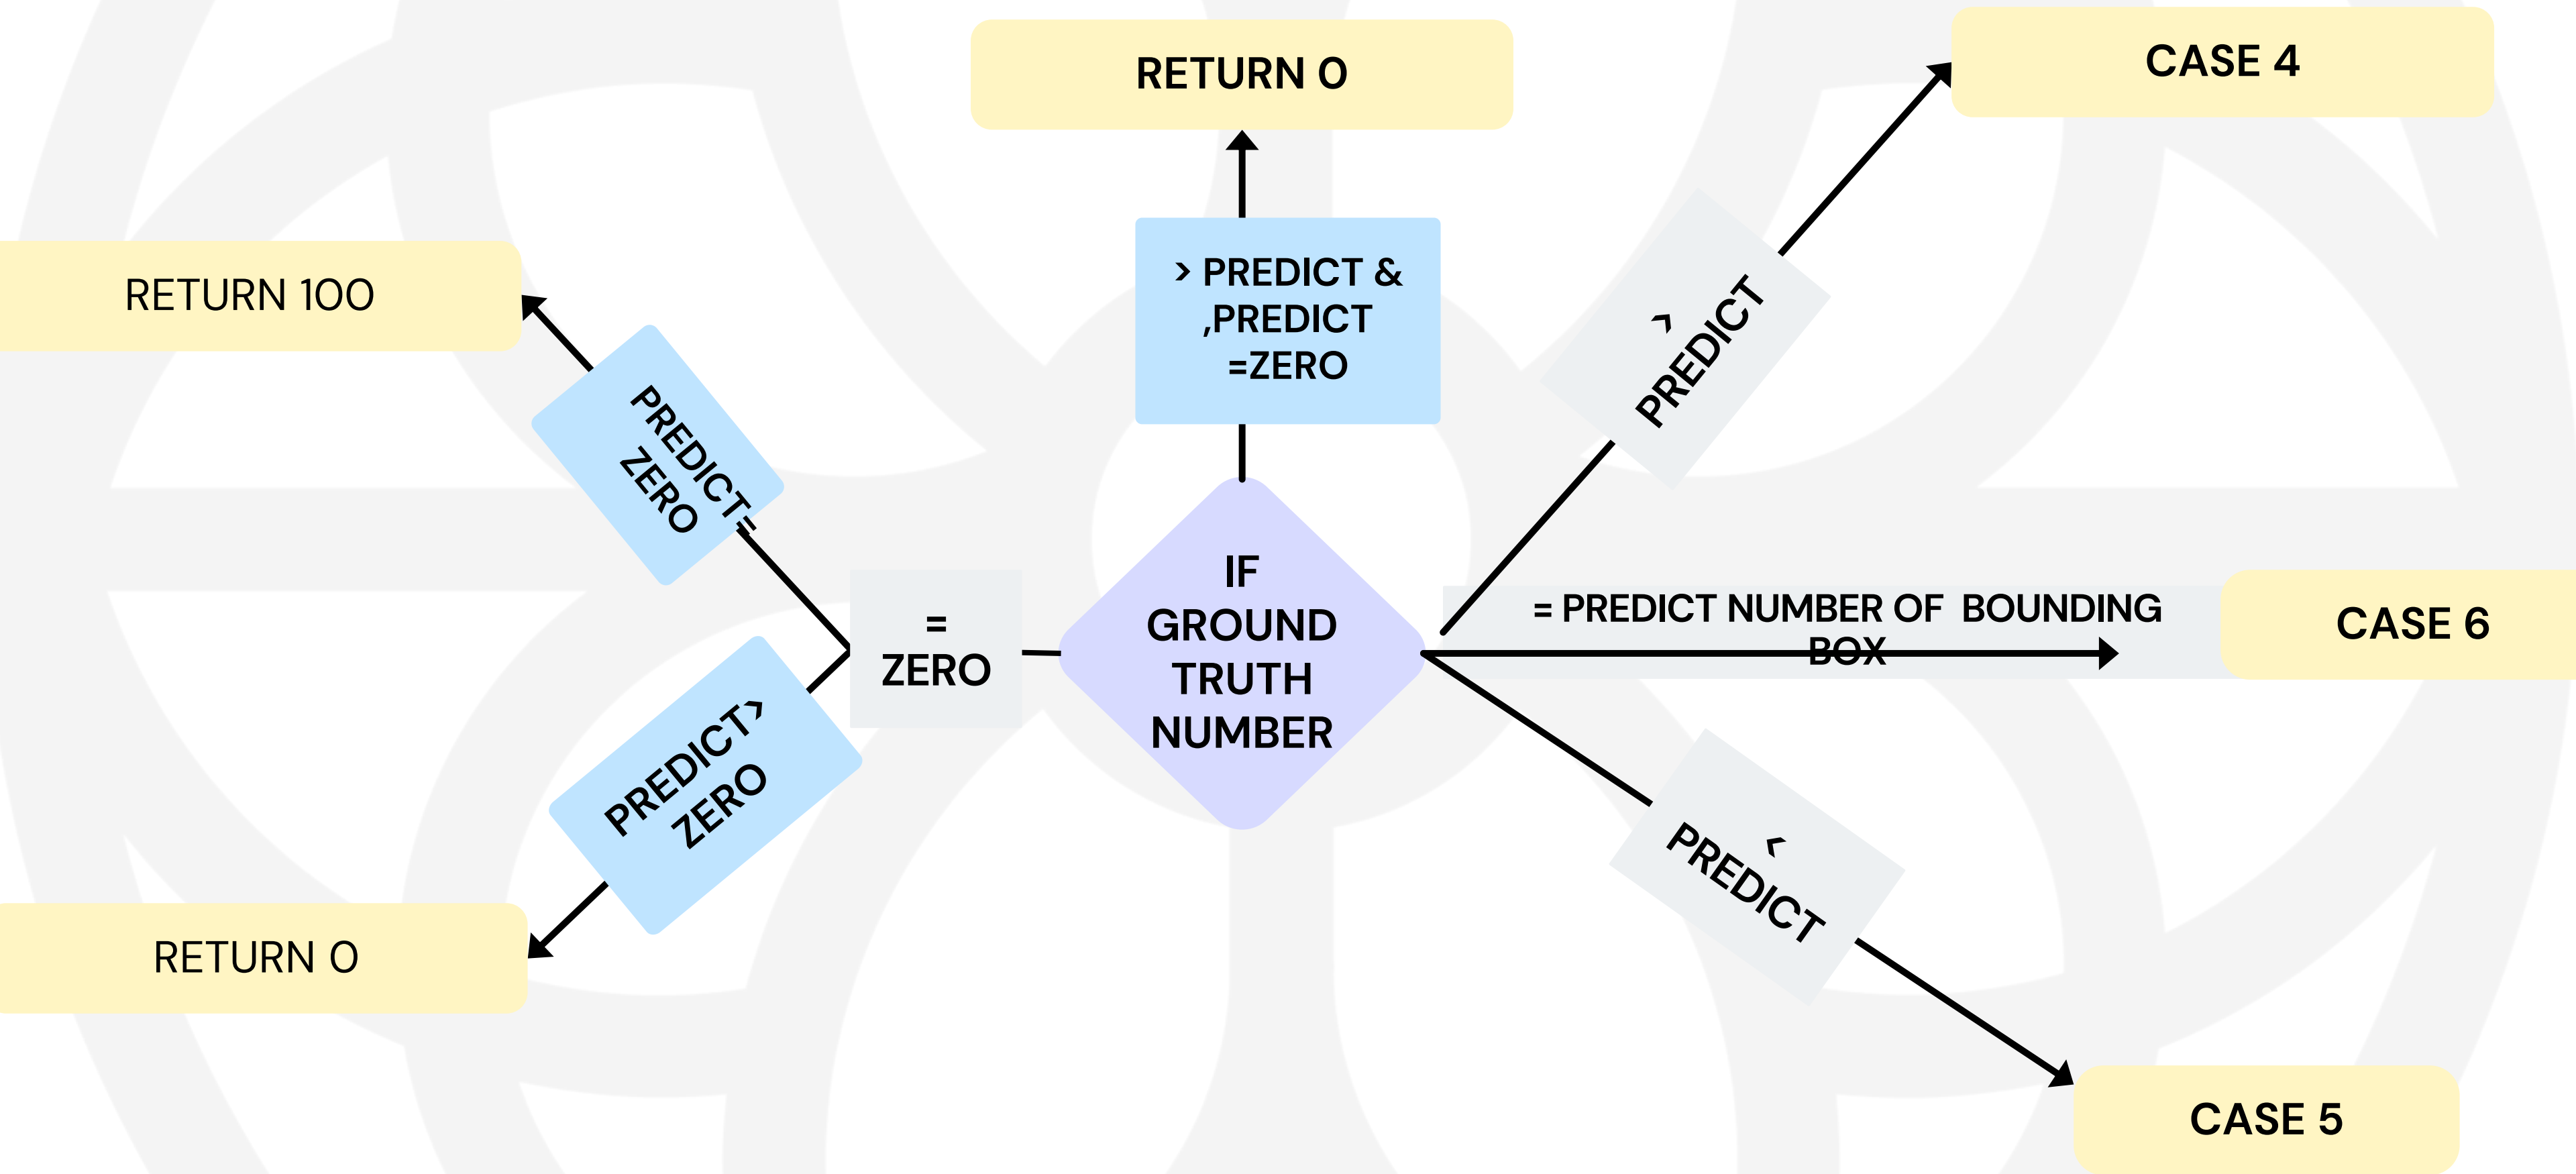 RETURN 0
CASE 4
> PREDICT &
,PREDICT
=ZERO
RETURN 100
>
PREDICT
PREDICT=
ZERO
IF
GROUND
TRUTH
NUMBER
=
ZERO
= PREDICT NUMBER OF BOUNDING
BOX
CASE 6
PREDICT>
ZERO
<
PREDICT
RETURN 0
CASE 5